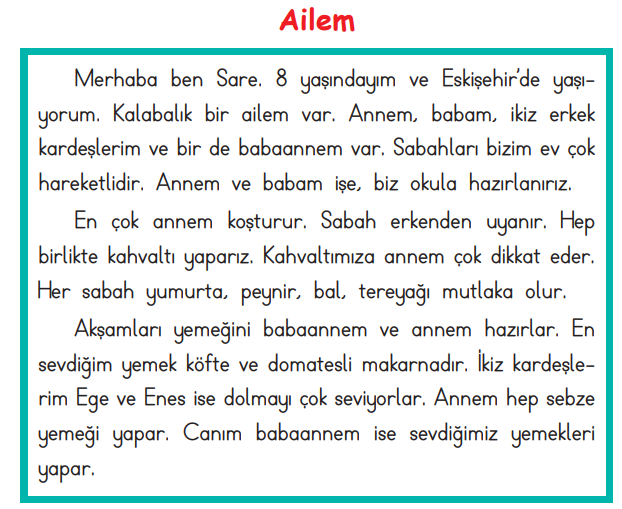 Ailem
Merhaba ben Sare. 8 yaşındayım ve Eskişehir'de yaşı-
yorum. Kalabalık bir ailem var. Annem, babam, ikiz erkek
kardeşlerim ve bir de babaannem var. Sabahları bizim ev çok
hareketlidir. Annem ve babam işe, biz okula hazırlanırız.
En çok annem koşturur. Sabah erkenden uyanır. Hep
birlikte kahvaltı yaparız. Kahvaltımıza annem çok dikkat eder.
Her sabah yumurta, peynir, bal, tereyağı mutlaka olur.
Akşamları yemeğini babaannem ve annem hazırlar. En
sevdiğim yemek köfte ve domatesli makarnadır. İkiz kardeşle-
rim Ege ve Enes ise dolmayı çok seviyorlar. Annem hep sebze
yemeği yapar. Canım babaannem ise sevdiğimiz yemekleri
yapar.